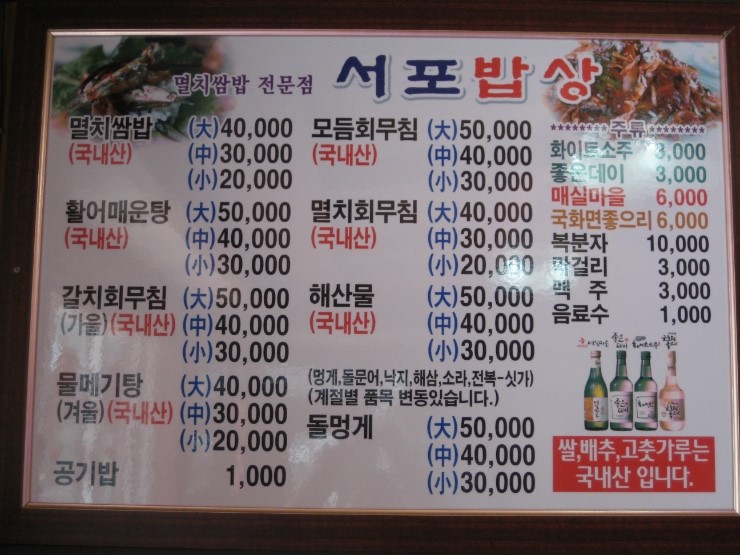 멸치쌈밥 전문점 서포밥상
멸치쌈밥 (大)40,000
(국내산) (中)30,000
(小)20,000
활어매운탕 (大)50,000
(국내산) (中)40,000
(小)30,000
갈치회무침 (大)50,000
(가을)(국내산) (中)40,000
(小)30,000
물메기탕 (大)40,000
(겨울)(국내산) (中)30,000
(小)20,000
공기밥 1,000
모듬회무침 (大)50,000
(국내산) (中)40,000
(小)30,000
멸치회무침 (大)40,000
(국내산) (中)30,000
(小)20,000
해산물 (大)50,000
(국내산) (中)40,000
(小)30,000
(멍게,돌문어,낙지,해삼,소라,전복-싯가)
(계절별 품목 변동있습니다.)
돌멍게 (大)50,000
(中)40,000
(小)30,000
******* 주류 ********
화이트소주 3,000
좋은데이 3,000
매실마을 6,000
국화면좋으리 6,000
복분자 10,000
막걸리 3,000
맥 주 3,000
음료수 1,000
쌀,배추,고춧가루는
국내산 입니다.